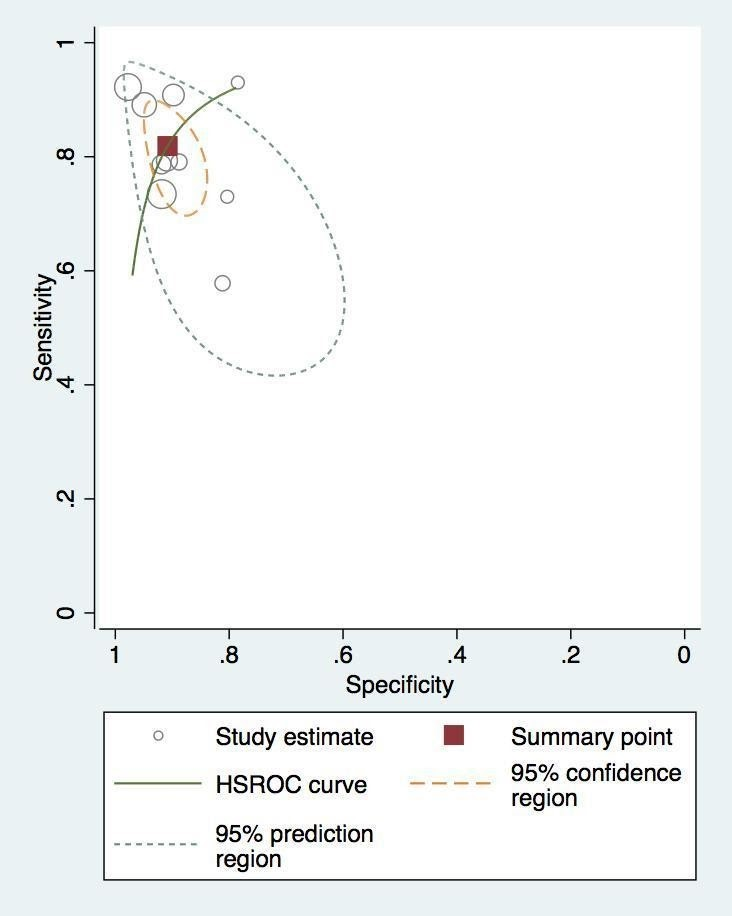 1
.8
.6
.4
.2
0
Sensitivity
1 .8 .6 .4 .2 0
Specificity
Study estimate
Summary point
HSROC curve
95% confidence
region
95% prediction
region